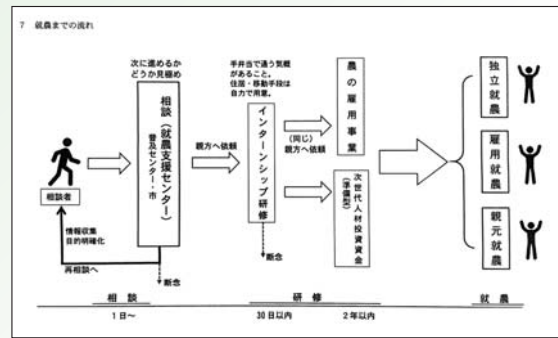 7 就農までの流れ
次に進めるか
どうか見極め
相談(就農支援センター)
普及センター・市
相談者
情報収集
目的明確化
再相談へ
断念
親方へ依頼
手弁当で通う気概
があること。
住居・移動手段は
自力で用意。
インターンシップ研修
断念
(同じ)
親方へ依頼
農の雇用事業
次世代人材投資資金
(準備型)
独立就農
雇用就農
親元就農
相談
研修
就農
1日～
30日以内
2年以内